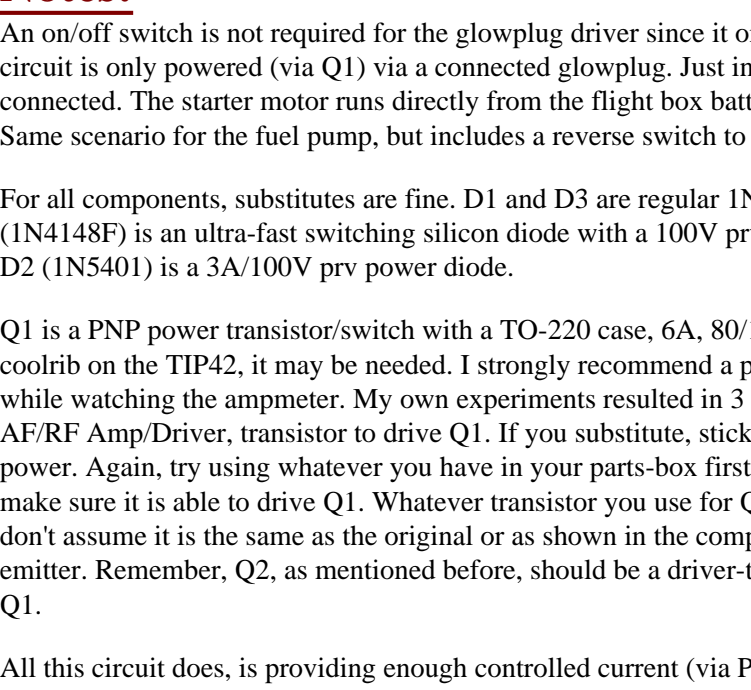 Notes:
An on/off switch is not required for the glowplug driver since it
circuit is only powered (via Q1) via a connected glowplug. Just
connected. The starter motor runs directly from the flight box
Same scenario for the fuel pump, but includes a reverse switch to
For all components, substitutes are fine. D1 and D3 are regular
(1N4148F) is an ultra-fast switching silicon diode with a 100V
D2 (1N5401) is a 3A/100V prv power diode.
Q1 is a PNP power transistor/switch with a TO-220 case, 6A,
coolrib on the TIP42, it may be needed. I strongly recommend a
while watching the ampmeter. My own experiments resulted in 3
AF/RF Amp/Driver, transistor to drive Q1. If you substitute, stick
power. Again, try using whatever you have in your parts-box first
make sure it is able to drive Q1. Whatever transistor you use for
don't assume it is the same as the original or as shown in the
emitter. Remember, Q2, as mentioned before, should be a
Q1.
All this circuit does, is providing enough controlled current (via